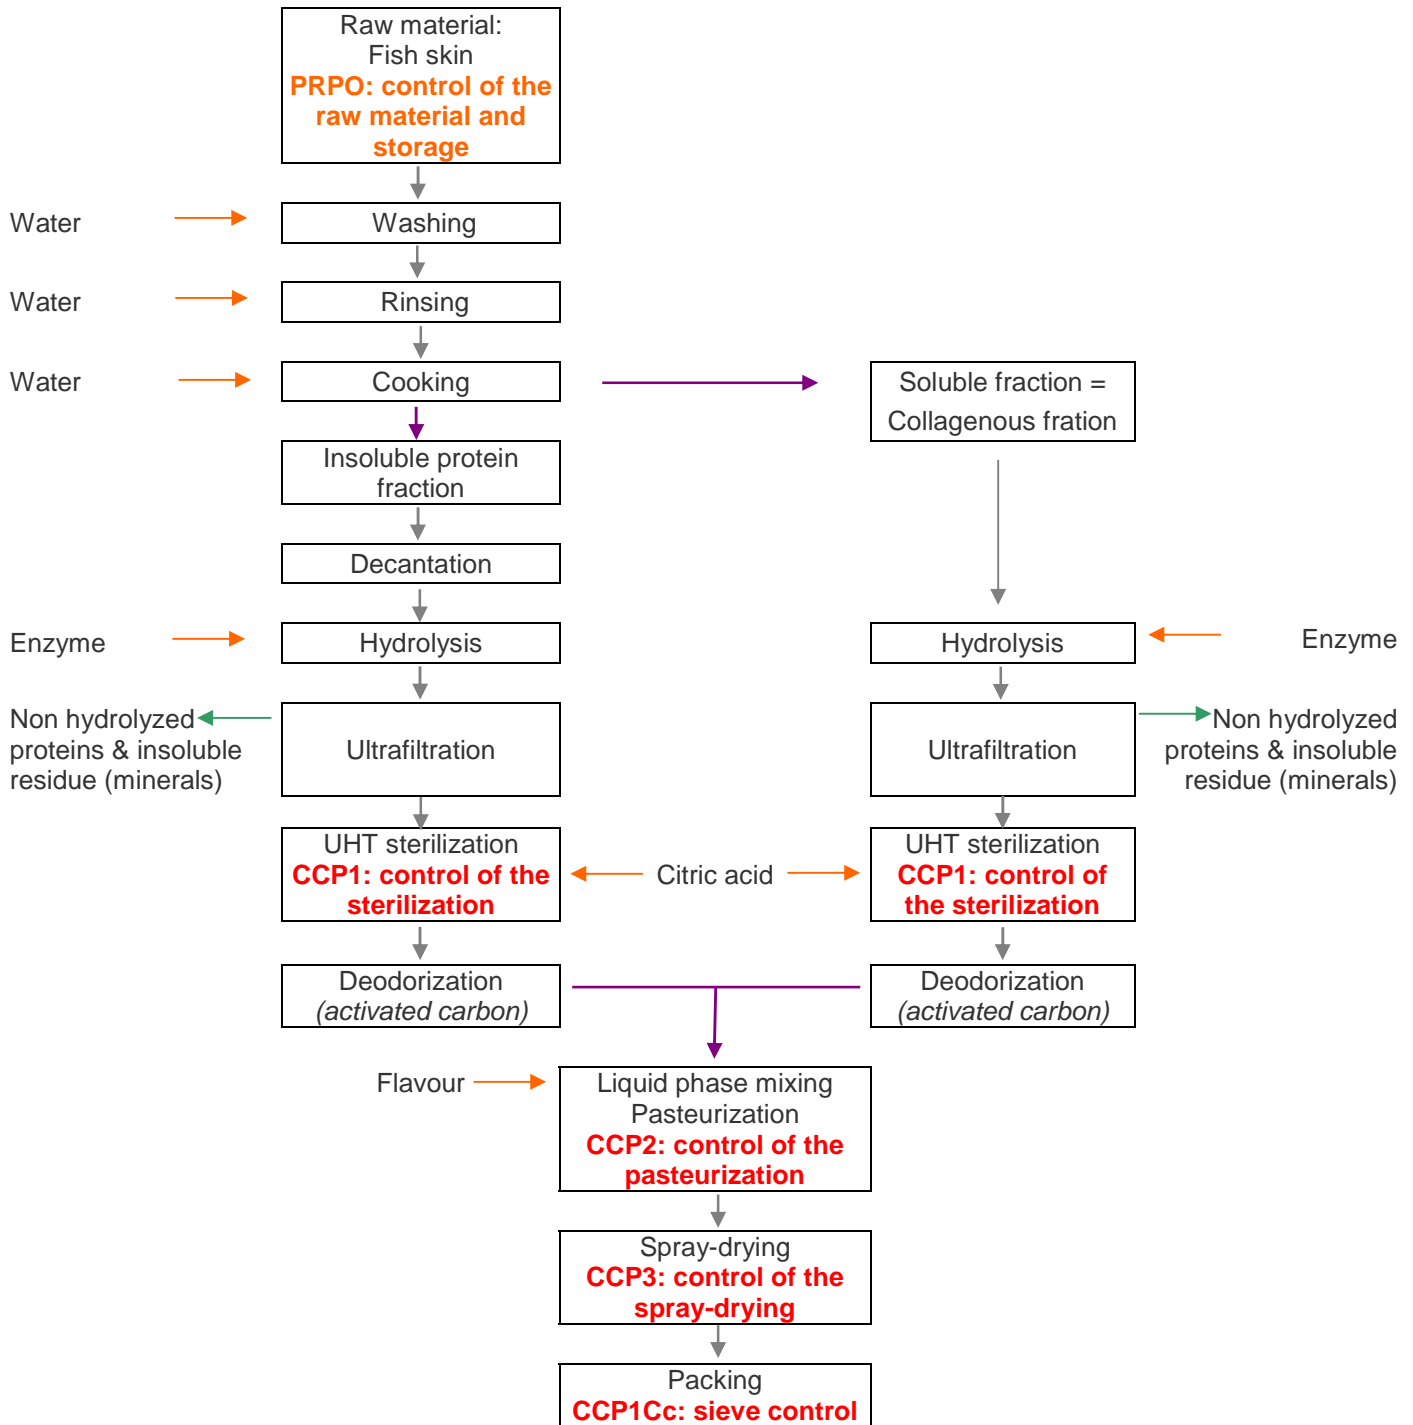 Raw material:
Fish skin
PRPO: control of the
raw material and
storage
Water
Washing
Water
Rinsing
Water
Cooking
Soluble fraction =
Collagenous fration
Insoluble protein
fraction
Decantation
Enzyme
Hydrolysis
Hydrolysis
Enzyme
Non hydrolyzed
proteins & insoluble
residue (minerals)
Ultrafiltration
Ultrafiltration
Non hydrolyzed
proteins & insoluble
residue (minerals)
UHT sterilization
CCP1: control of the
sterilization
Citric acid
UHT sterilization
CCP1: control of
the sterilization
Deodorization
(activated carbon)
Deodorization
(activated carbon)
Flavour
Liquid phase mixing
Pasteurization
CCP2: control of the
pasteurization
Spray-drying
CCP3: control of the
spray-drying
Packing
CCP1Cc: sieve control